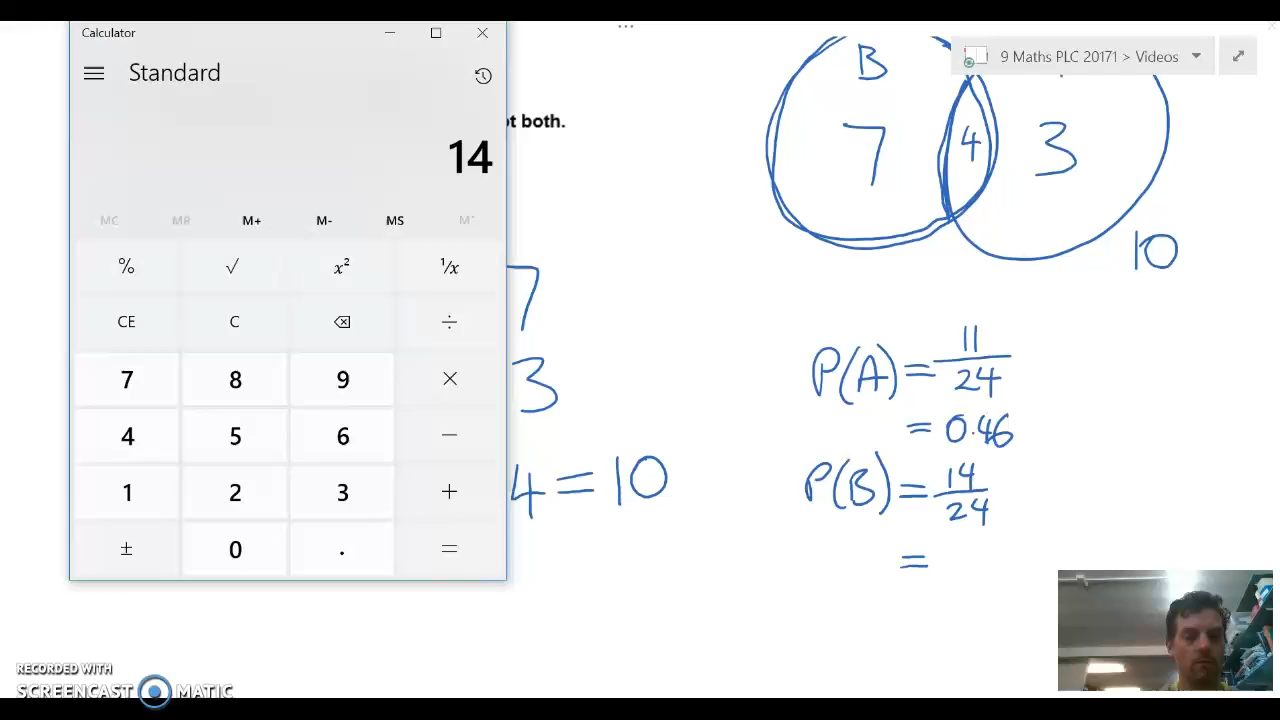 Calculator
Standard
14
MC MR M+ M- MS M˅
% √ x² ¹/x
CE C ÷
7 8 9 ×
4 5 6 −
1 2 3 +
± 0 . =
ot both.
7
3
4 = 10
9 Maths PLC 20171 > Videos
B
7 4 3
10
P(A) = 11/24
= 0.46
P(B) = 14/24
=
RECORDED WITH
SCREENCAST MATIC